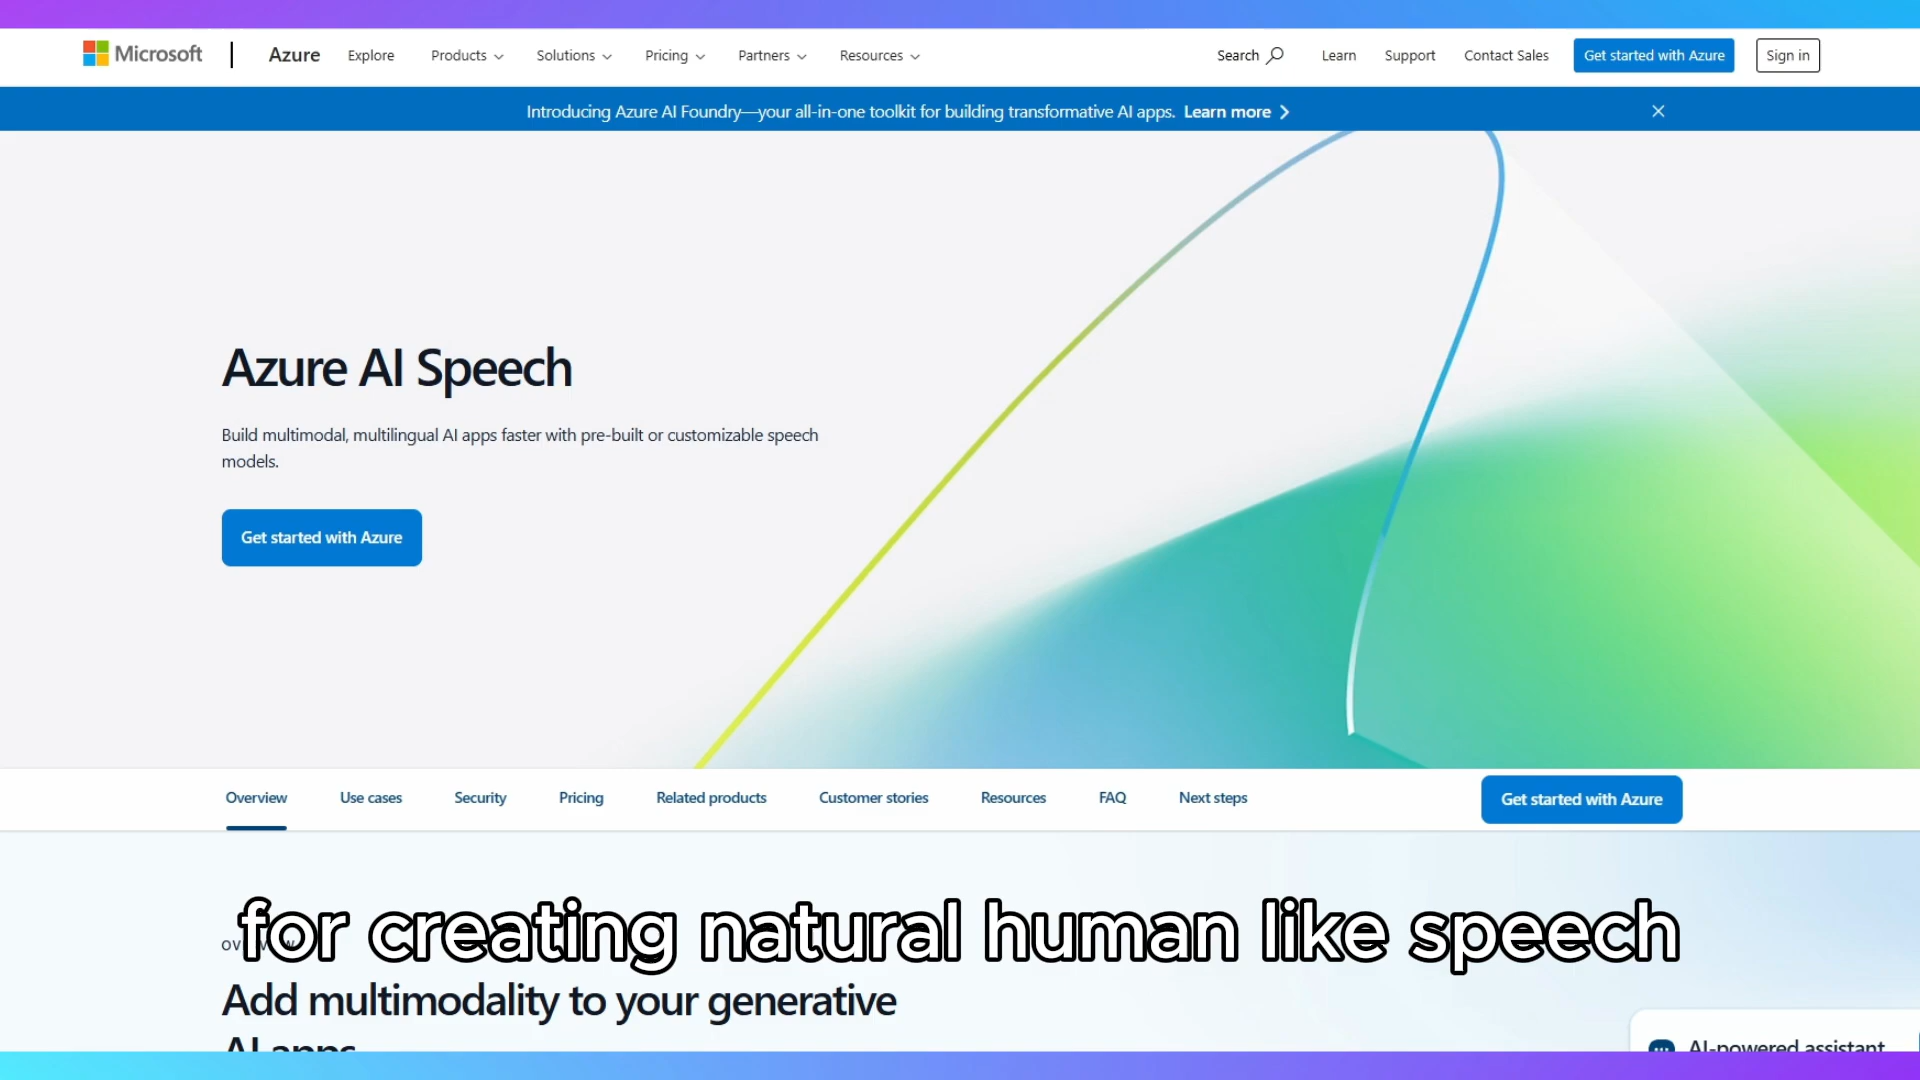 Microsoft
Azure Explore Products Solutions Pricing Partners Resources Search Learn Support Contact Sales Get started with Azure Sign in
Introducing Azure AI Foundry—your all-in-one toolkit for building transformative AI apps. Learn more
Azure AI Speech
Build multimodal, multilingual AI apps faster with pre-built or customizable speech
models.
Get started with Azure
Overview Use cases Security Pricing Related products Customer stories Resources FAQ Next steps Get started with Azure
for creating natural human like speech
Add multimodality to your generative
AI apps
AI-powered assistant